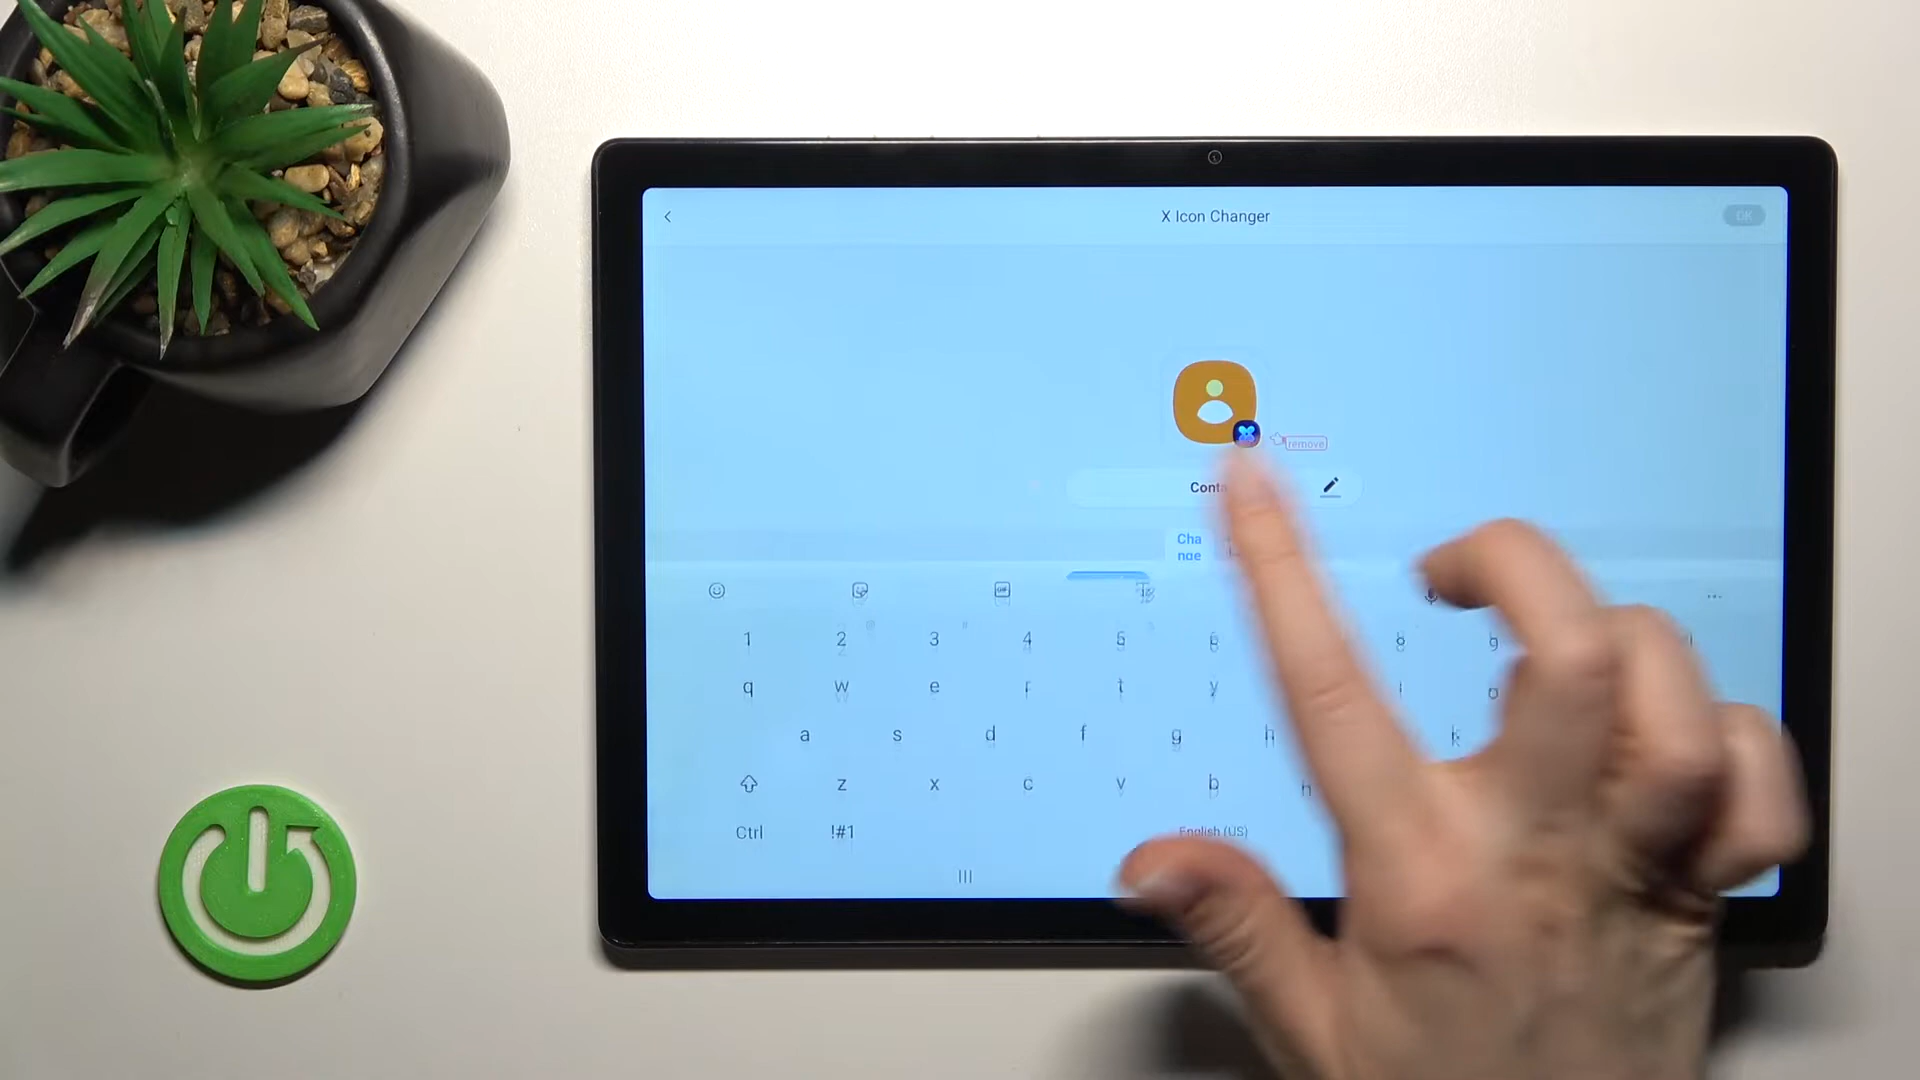 X Icon Changer
OK
remove
Conta
Cha
nge
GIF
1 2 3 4 5 6 8 9
q w e r t y i o
a s d f g h k
z x c v b n
Ctrl !#1 English (US)